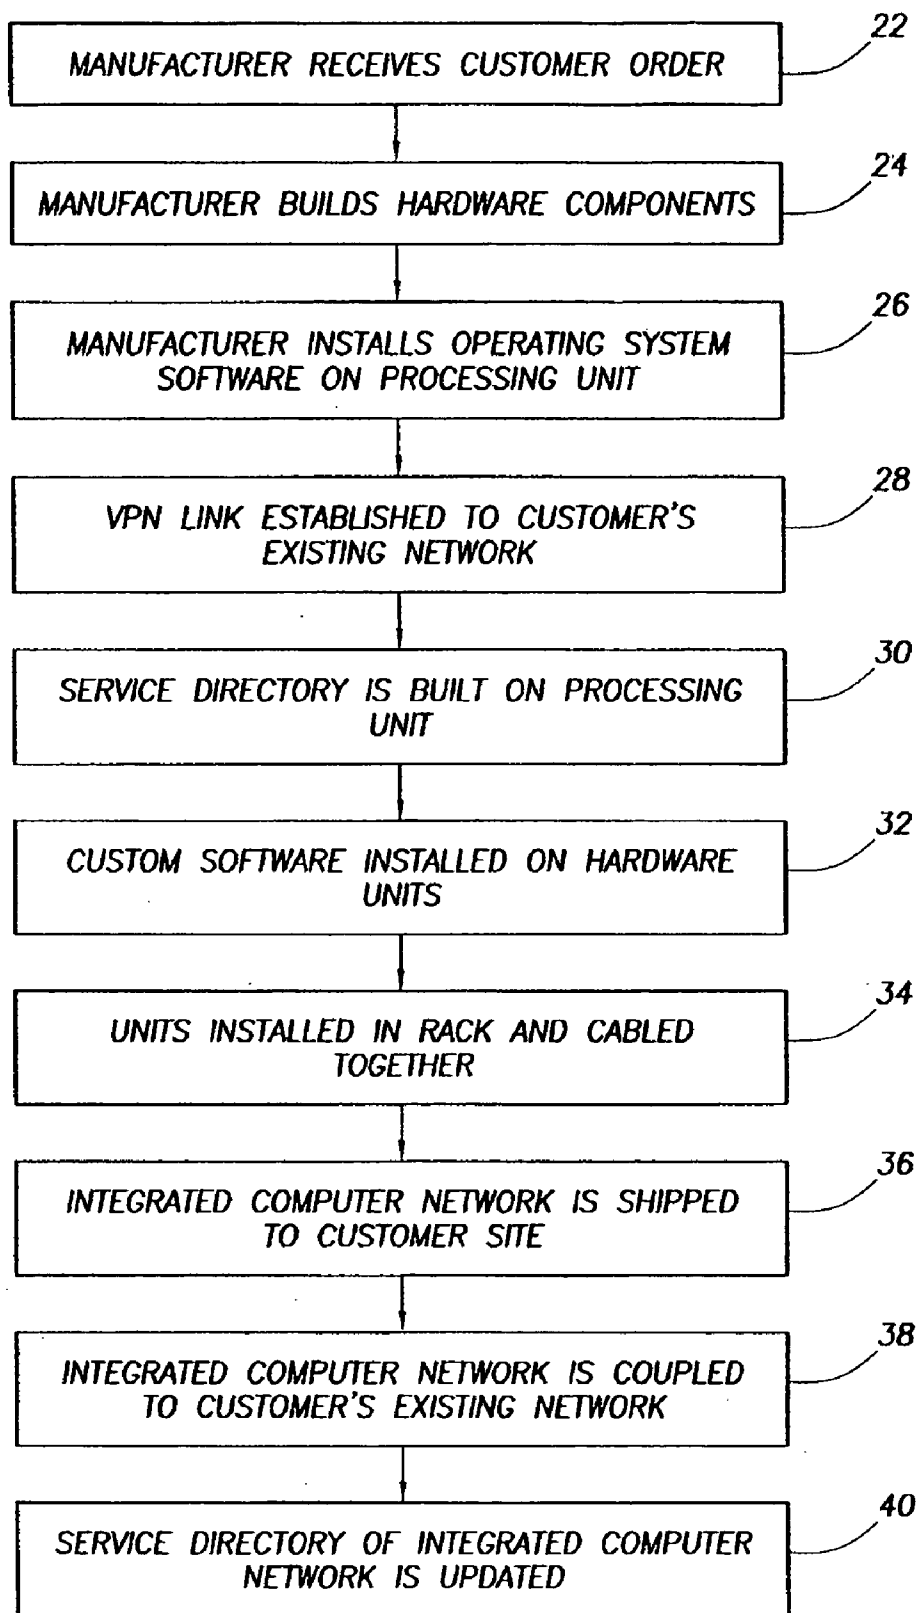 22
MANUFACTURER RECEIVES CUSTOMER ORDER
24
MANUFACTURER BUILDS HARDWARE COMPONENTS
26
MANUFACTURER INSTALLS OPERATING SYSTEM
SOFTWARE ON PROCESSING UNIT
28
VPN LINK ESTABLISHED TO CUSTOMER'S
EXISTING NETWORK
30
SERVICE DIRECTORY IS BUILT ON PROCESSING
UNIT
32
CUSTOM SOFTWARE INSTALLED ON HARDWARE
UNITS
34
UNITS INSTALLED IN RACK AND CABLED
TOGETHER
36
INTEGRATED COMPUTER NETWORK IS SHIPPED
TO CUSTOMER SITE
38
INTEGRATED COMPUTER NETWORK IS COUPLED
TO CUSTOMER'S EXISTING NETWORK
40
SERVICE DIRECTORY OF INTEGRATED COMPUTER
NETWORK IS UPDATED